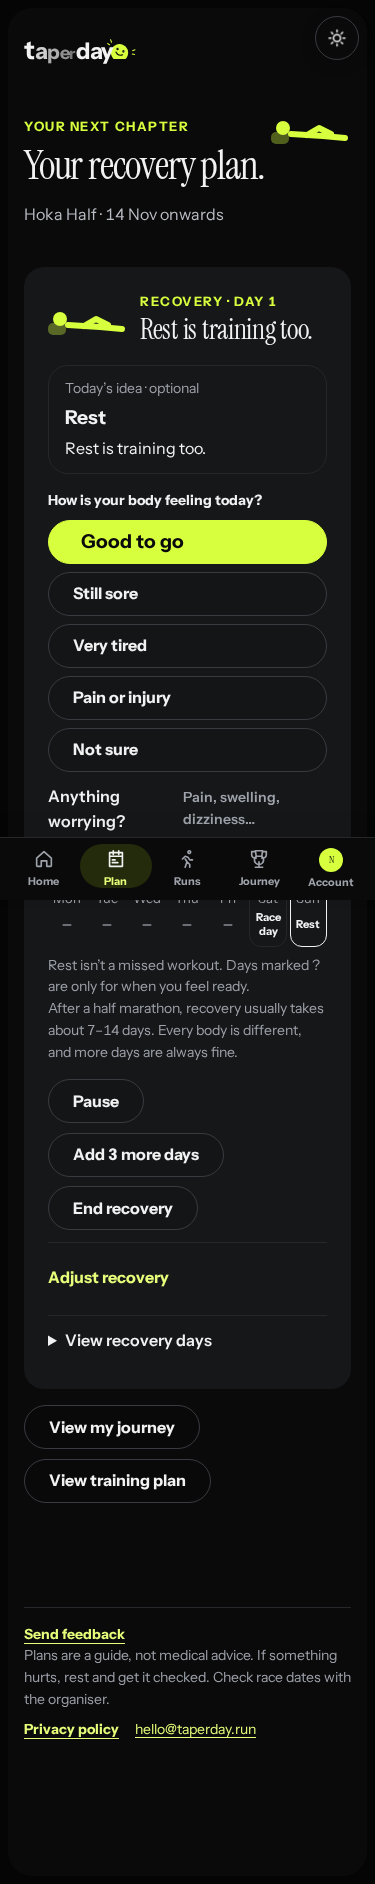 taperday
YOUR NEXT CHAPTER
Your recovery plan.
Hoka Half · 14 Nov onwards
RECOVERY · DAY 1
Rest is training too.
Today's idea · optional
Rest
Rest is training too.
How is your body feeling today?
Good to go
Still sore
Very tired
Pain or injury
Not sure
Anything worrying?
Pain, swelling, dizziness…
Home
Plan
Runs
Journey
N
Account
Mon Tue Wed Thu Fri Sat Sun
– – – – – Race day Rest
Rest isn't a missed workout. Days marked ?
are only for when you feel ready.
After a half marathon, recovery usually takes
about 7–14 days. Every body is different,
and more days are always fine.
Pause
Add 3 more days
End recovery
Adjust recovery
View recovery days
View my journey
View training plan
Send feedback
Plans are a guide, not medical advice. If something
hurts, rest and get it checked. Check race dates with
the organiser.
Privacy policy hello@taperday.run